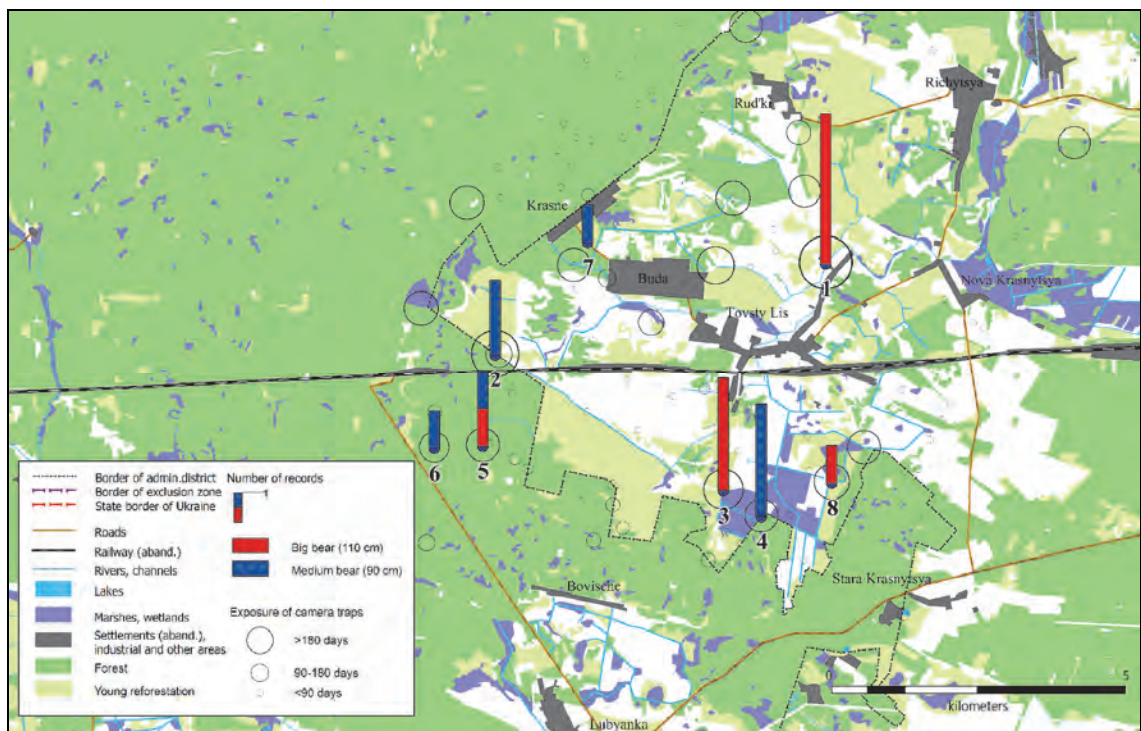 Rudki
Richytsya
Krasne
7
Buda
1
Nova Krasnytsya
Tovsty Lis
2
6
5
3
4
8
Bovische
Stara Krasnytsya
Lubyanka
Border of admin.district
Border of exclusion zone
State border of Ukraine
Roads
Railway (aband.)
Rivers, channels
Lakes
Marshes, wetlands
Settlements (aband.),
industrial and other areas
Forest
Young reforestation
Number of records
1
Big bear (110 cm)
Medium bear (90 cm)
Exposure of camera traps
>180 days
90-180 days
<90 days
0
5
kilometers